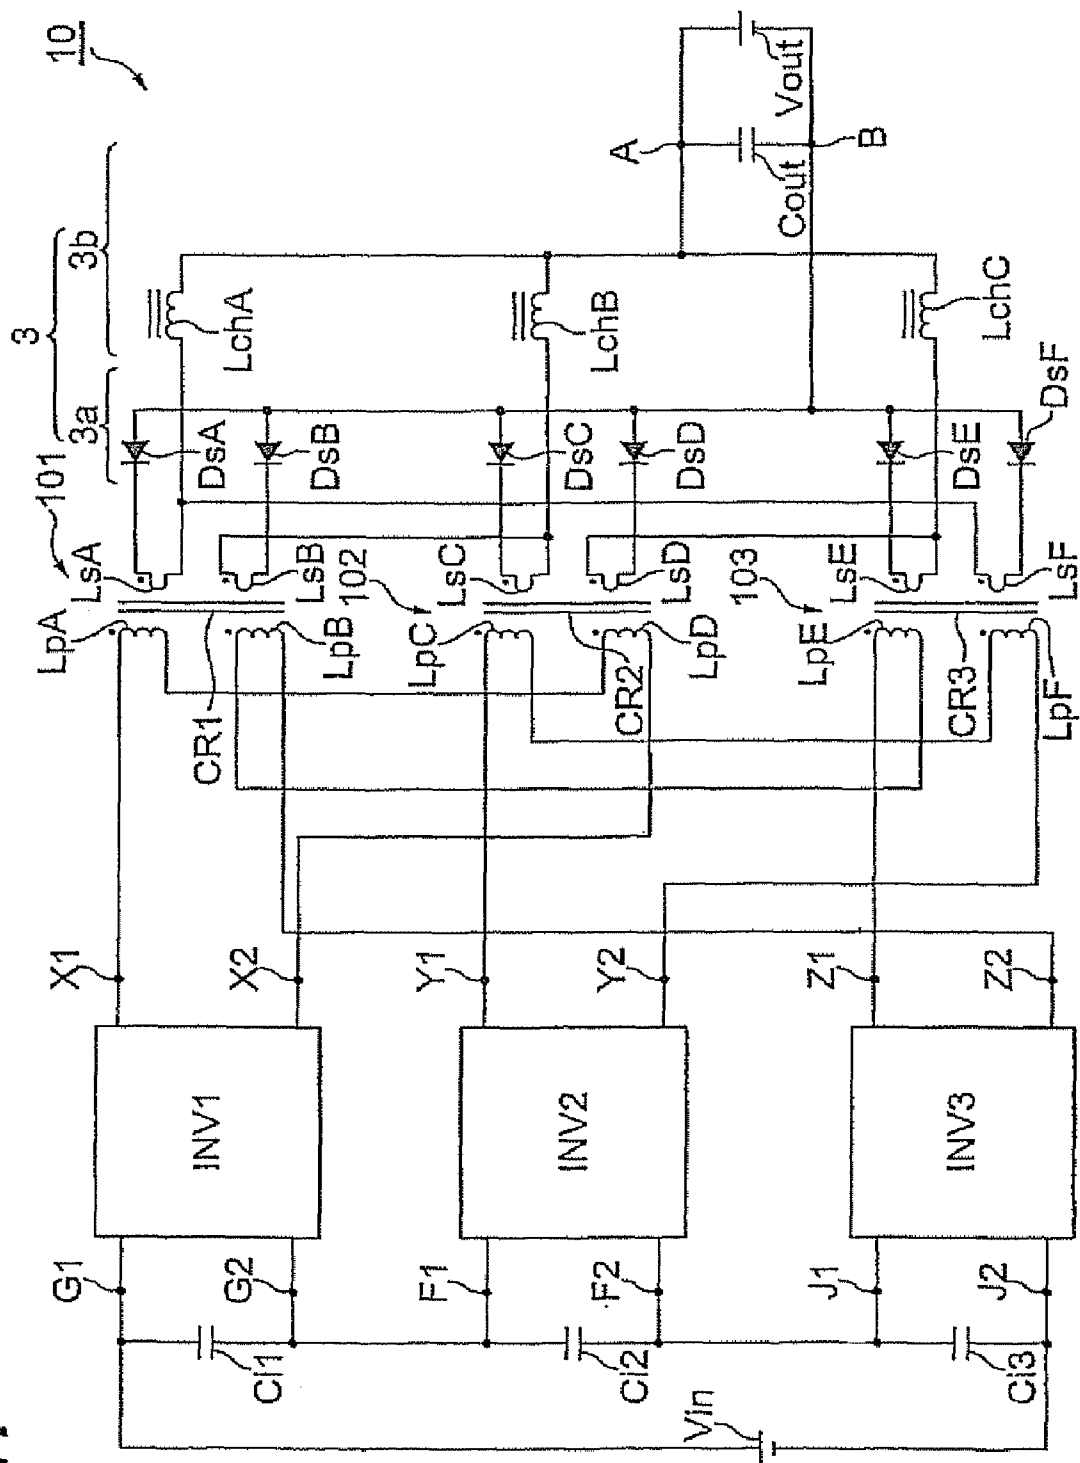 10
3
3a
3b
101
LsA
LpA
CR1
LsB
LpB
DsA
DsB
LchA
102
LsC
LpC
CR2
LsD
LpD
DsC
DsD
LchB
103
LsE
LpE
CR3
LsF
LpF
DsE
DsF
LchC
A
B
Cout
Vout
X1
X2
Y1
Y2
Z1
Z2
INV1
INV2
INV3
G1
G2
F1
F2
J1
J2
Ci1
Ci2
Ci3
Vin